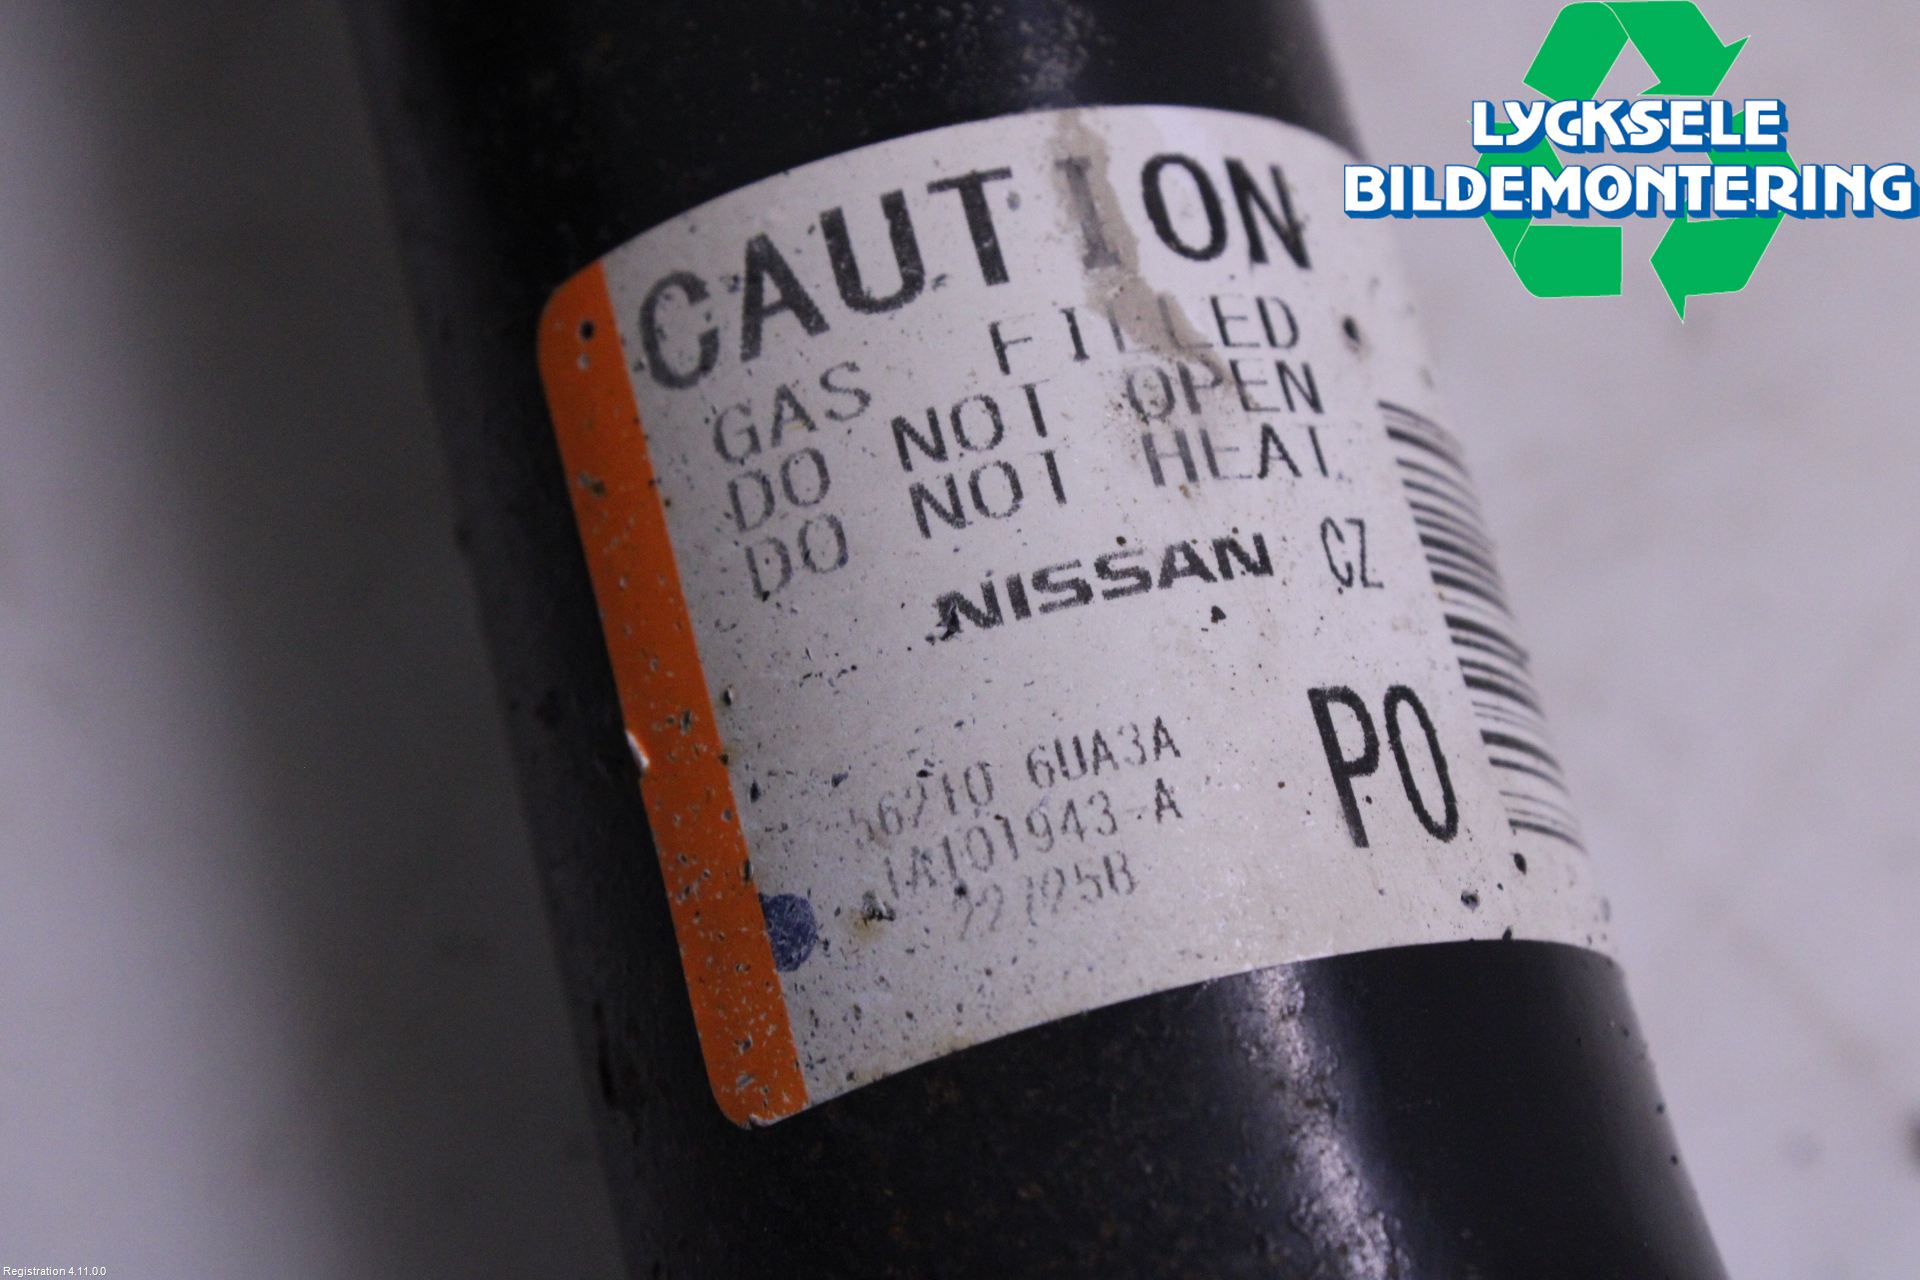 LYCKSELE
BILDEMONTERING
CAUTION
GAS FILLED
DO NOT OPEN
DO NOT HEAT
NISSAN CZ
56210 6UA3A
1A101943-A
PO
Registration 4.11.0.0